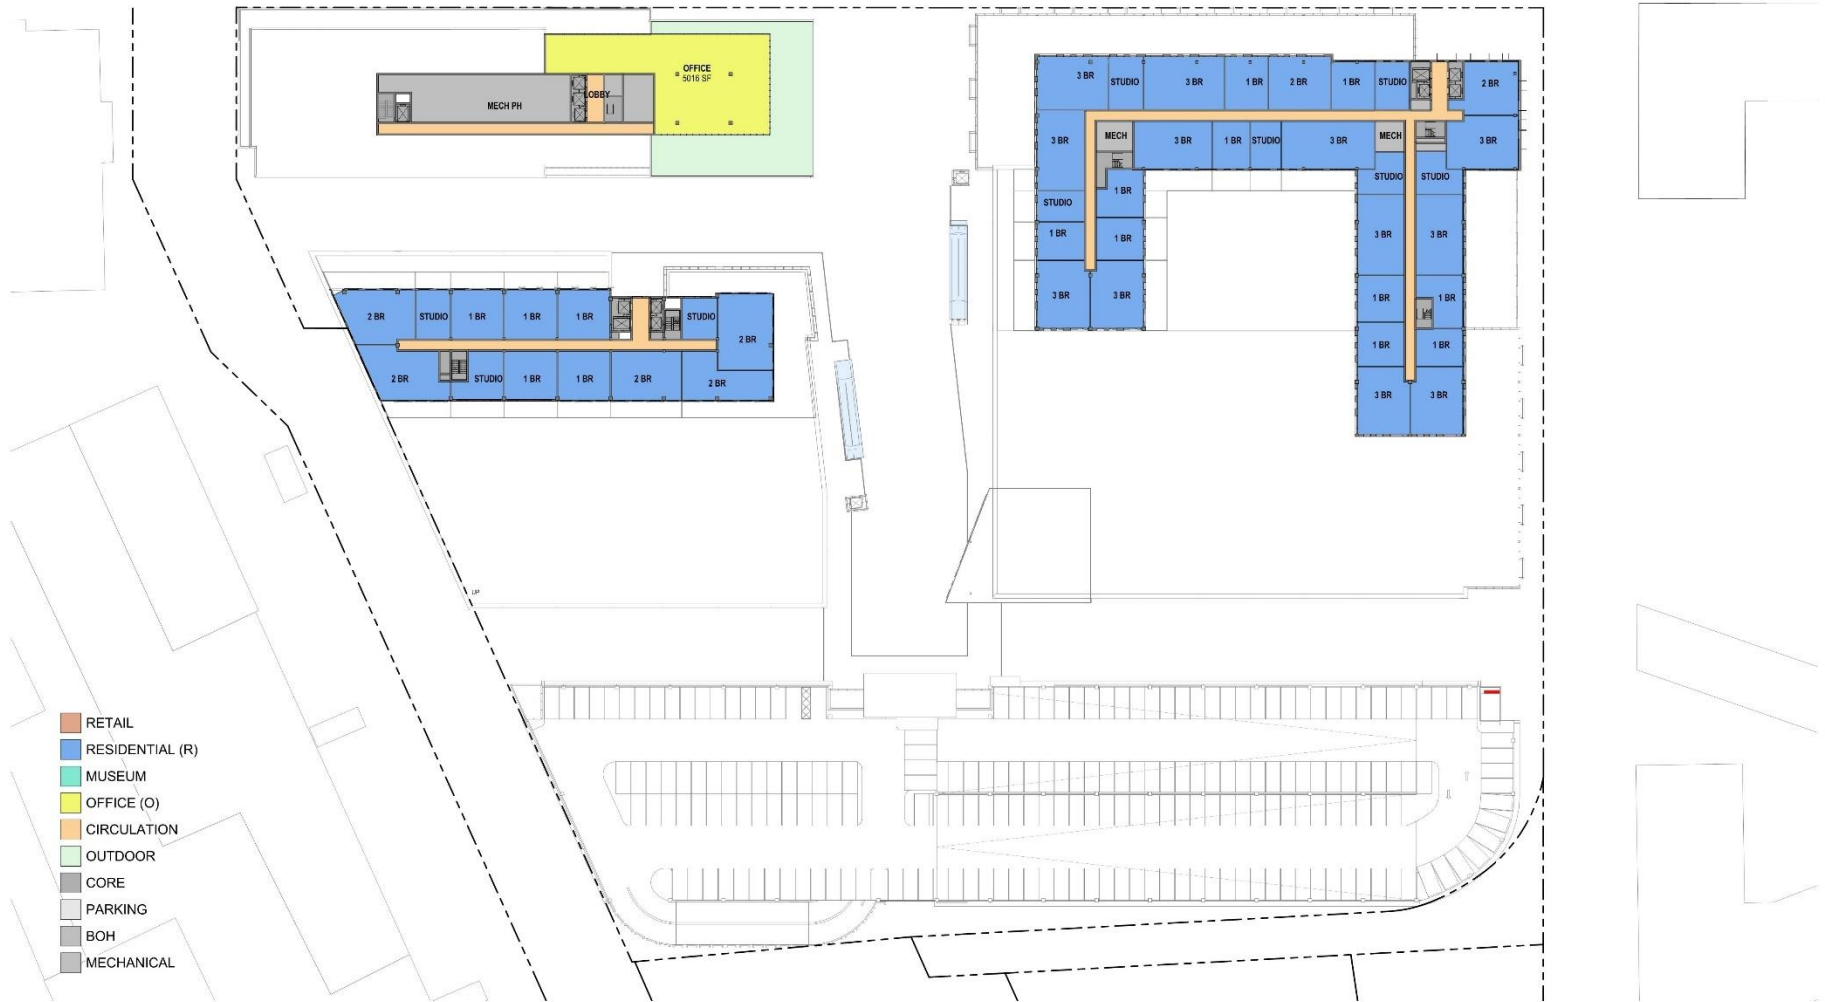 OFFICE
5016 SF
LOBBY
MECH PH
3 BR
STUDIO
3 BR
1 BR
2 BR
1 BR
STUDIO
2 BR
3 BR
MECH
3 BR
1 BR
STUDIO
3 BR
MECH
3 BR
STUDIO
STUDIO
1 BR
STUDIO
1 BR
1 BR
3 BR
3 BR
3 BR
3 BR
1 BR
1 BR
1 BR
1 BR
3 BR
3 BR
2 BR
STUDIO
1 BR
1 BR
1 BR
STUDIO
2 BR
2 BR
STUDIO
1 BR
1 BR
2 BR
2 BR
UP
RETAIL
RESIDENTIAL (R)
MUSEUM
OFFICE (O)
CIRCULATION
OUTDOOR
CORE
PARKING
BOH
MECHANICAL